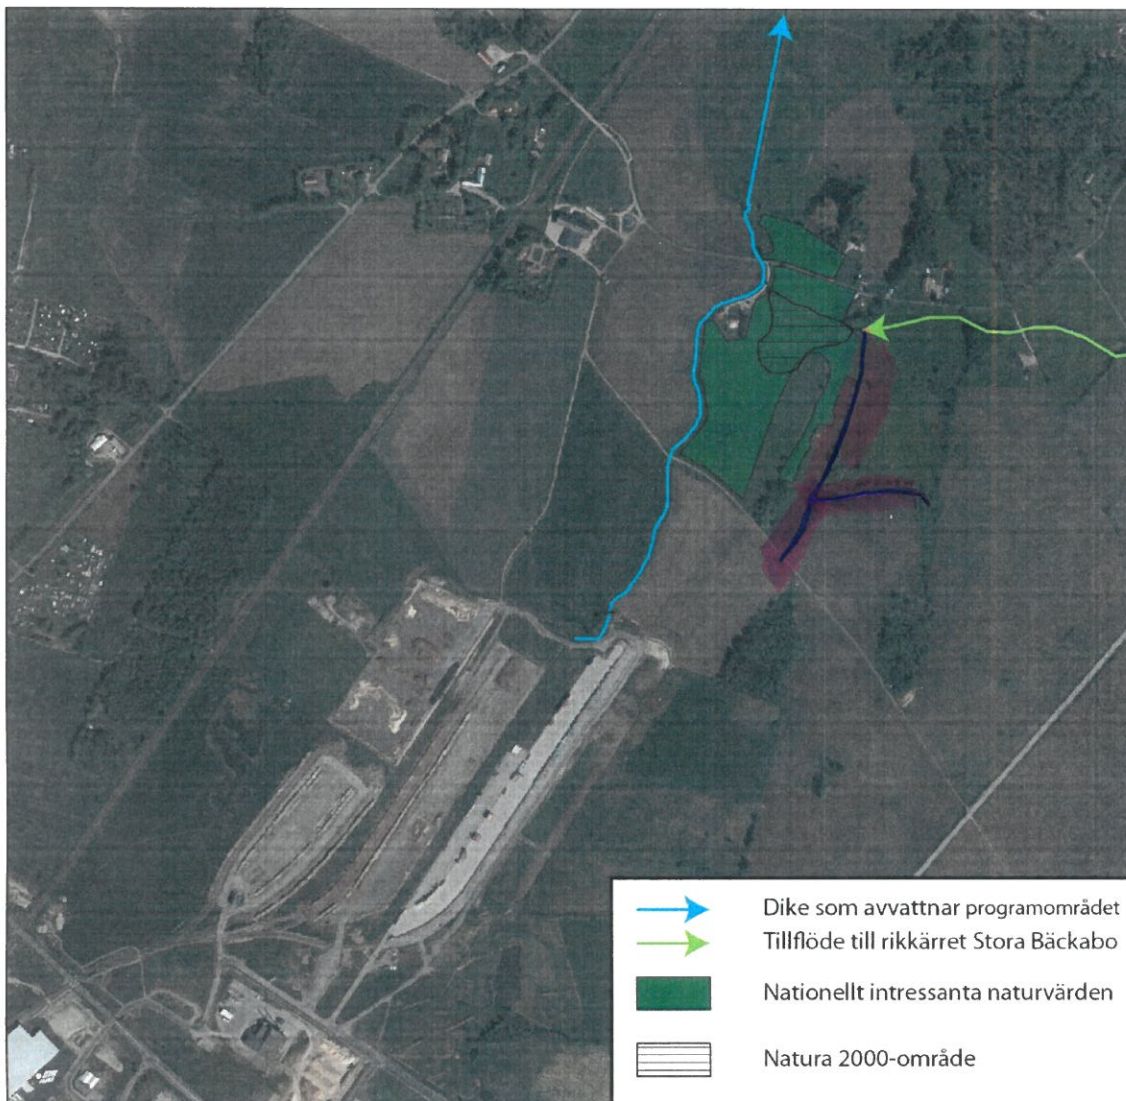 Dike som avvattnar programområdet
Tillflöde till rikkärret Stora Bäckabo
Nationellt intressanta naturvärden
Natura 2000-område